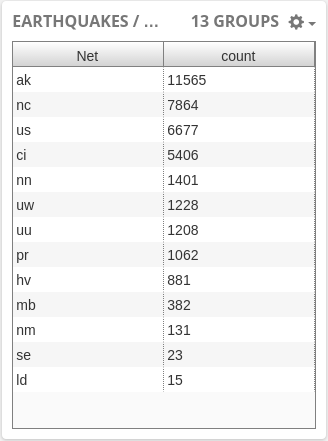 EARTHQUAKES / ... 13 GROUPS
Net count
ak 11565
nc 7864
us 6677
ci 5406
nn 1401
uw 1228
uu 1208
pr 1062
hv 881
mb 382
nm 131
se 23
ld 15